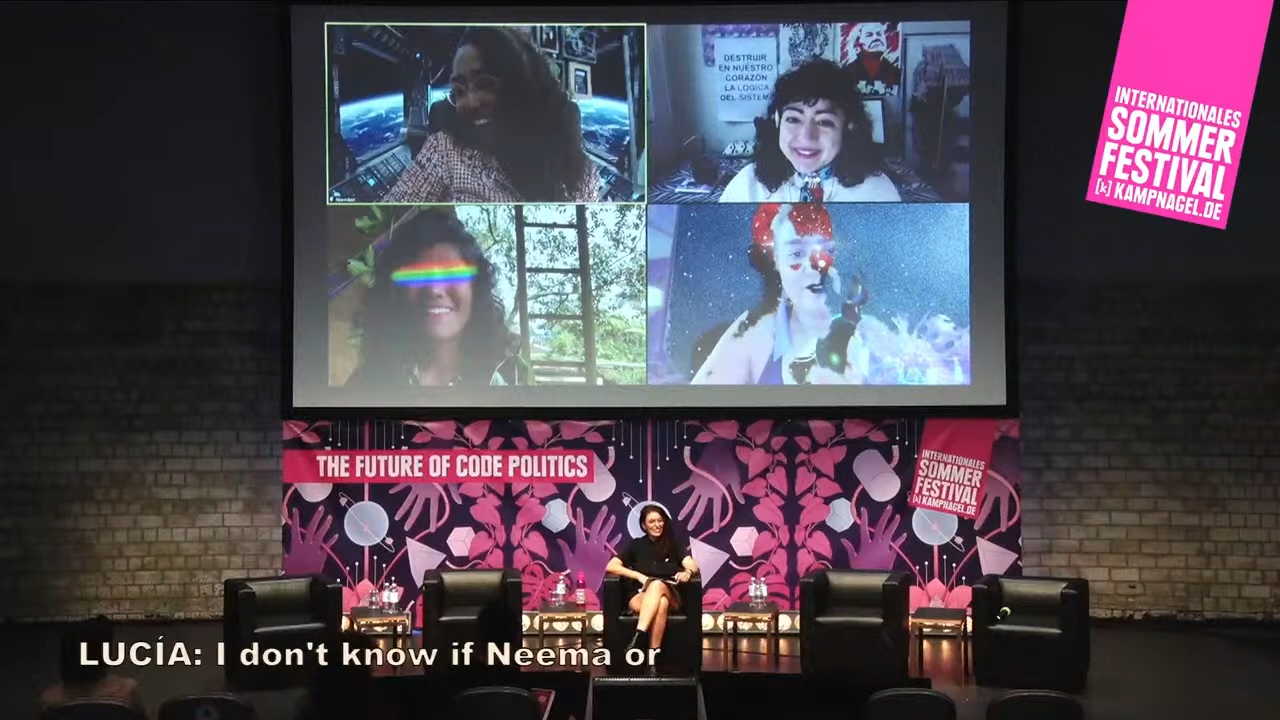 DESTRUIR
EN NUESTRO
CORAZÓN
LA LOGICA
DEL SISTEMA
INTERNATIONALES
SOMMER
FESTIVAL
[k] KAMPNAGEL.DE
THE FUTURE OF CODE POLITICS
INTERNATIONALES
SOMMER
FESTIVAL
[k] KAMPNAGEL.DE
LUCÍA: I don't know if Neema or